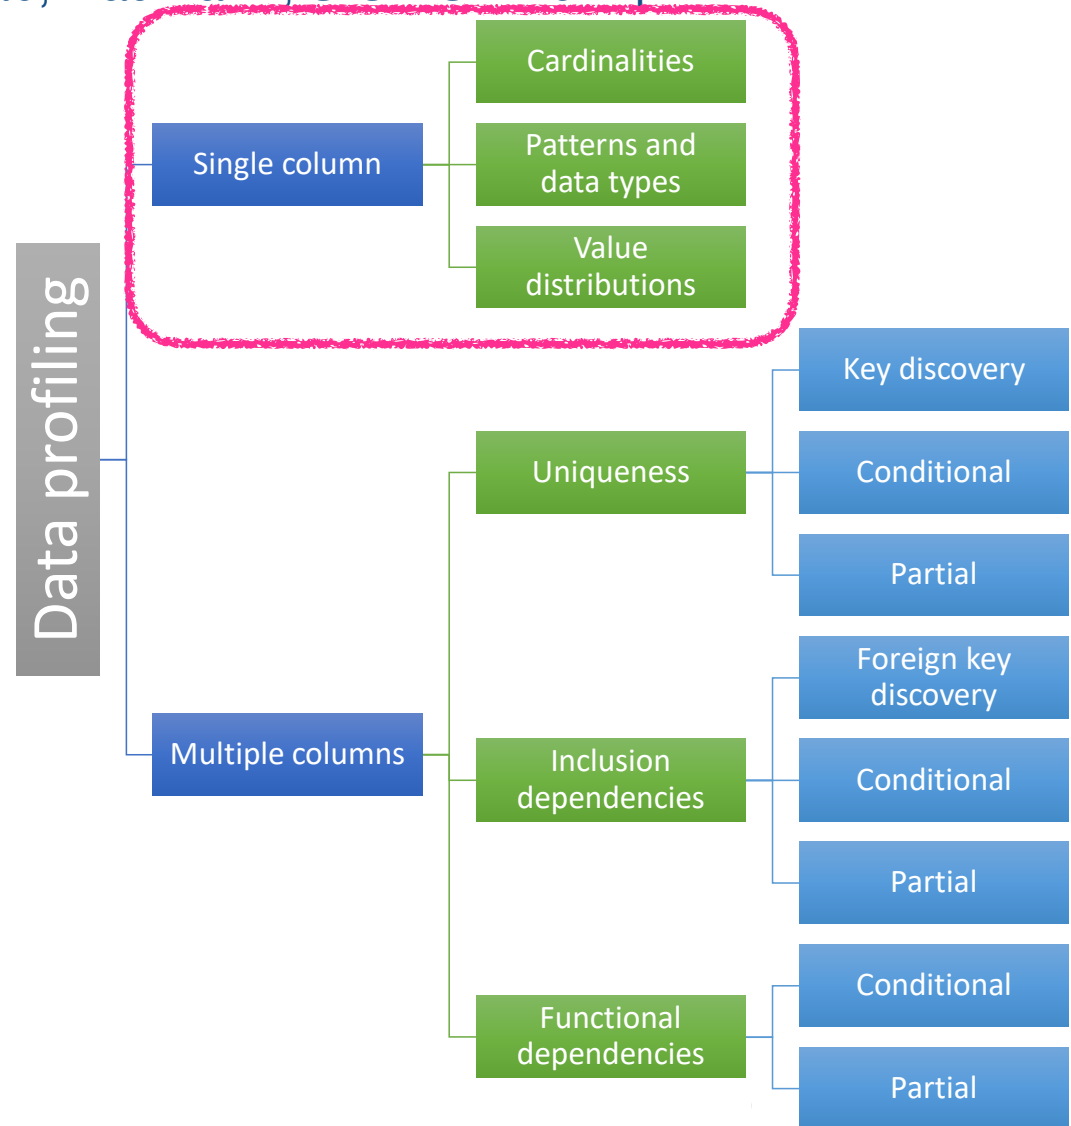 Data profiling
Single column
Cardinalities
Patterns and
data types
Value
distributions
Multiple columns
Uniqueness
Key discovery
Conditional
Partial
Inclusion
dependencies
Foreign key
discovery
Conditional
Partial
Functional
dependencies
Conditional
Partial